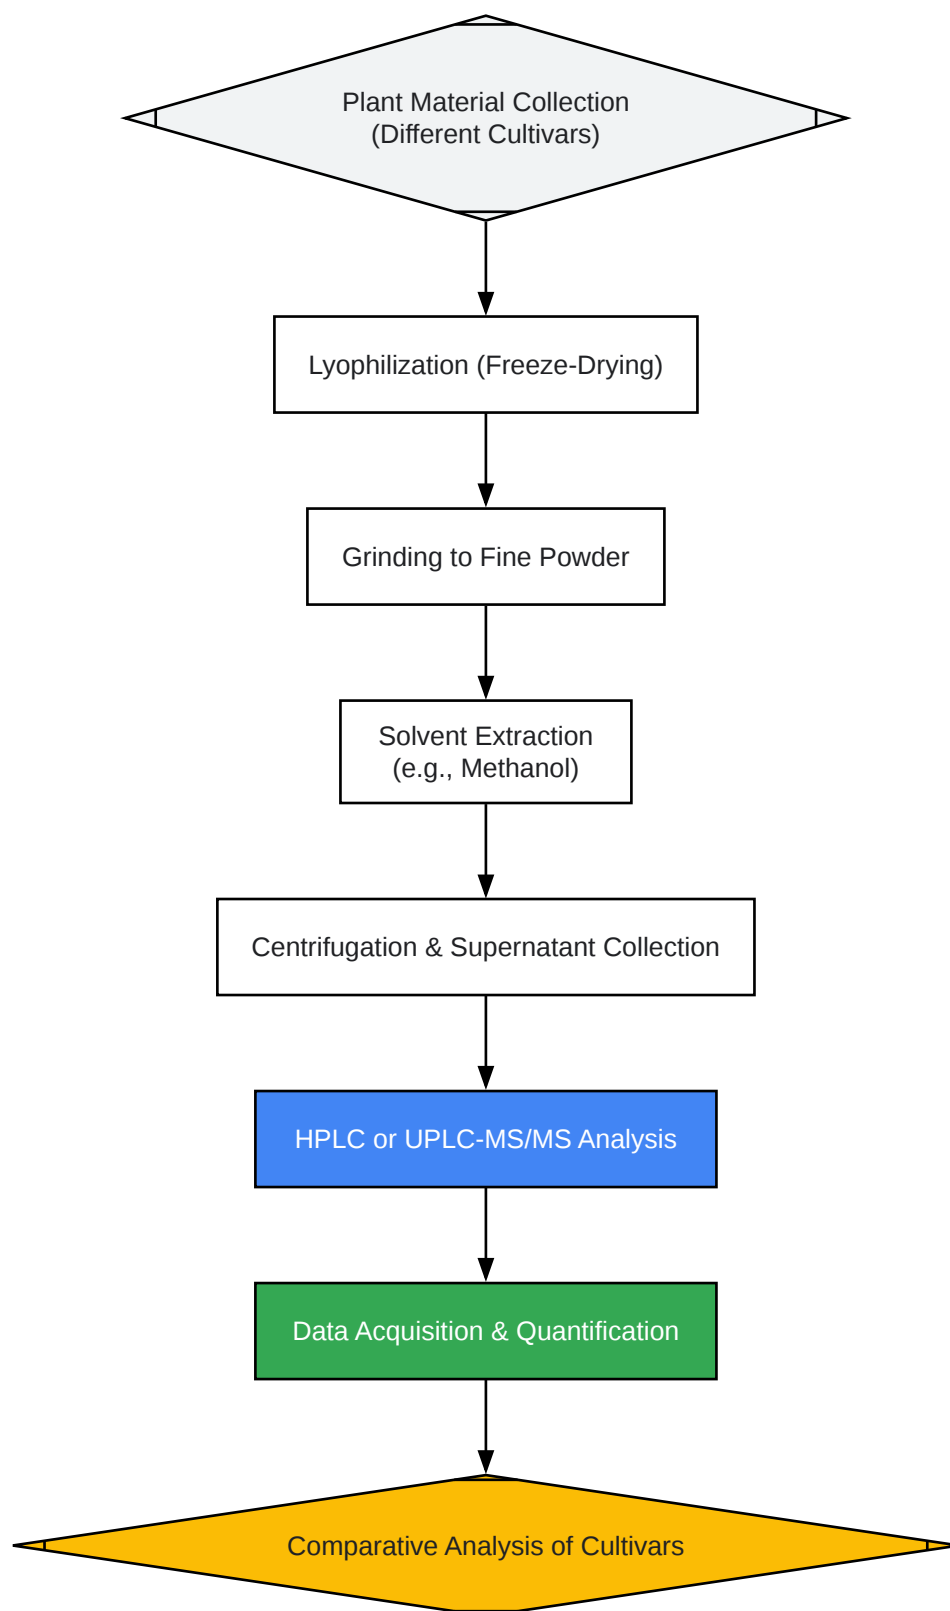 Plant Material Collection
(Different Cultivars)
Lyophilization (Freeze-Drying)
Grinding to Fine Powder
Solvent Extraction
(e.g., Methanol)
Centrifugation & Supernatant Collection
HPLC or UPLC-MS/MS Analysis
Data Acquisition & Quantification
Comparative Analysis of Cultivars